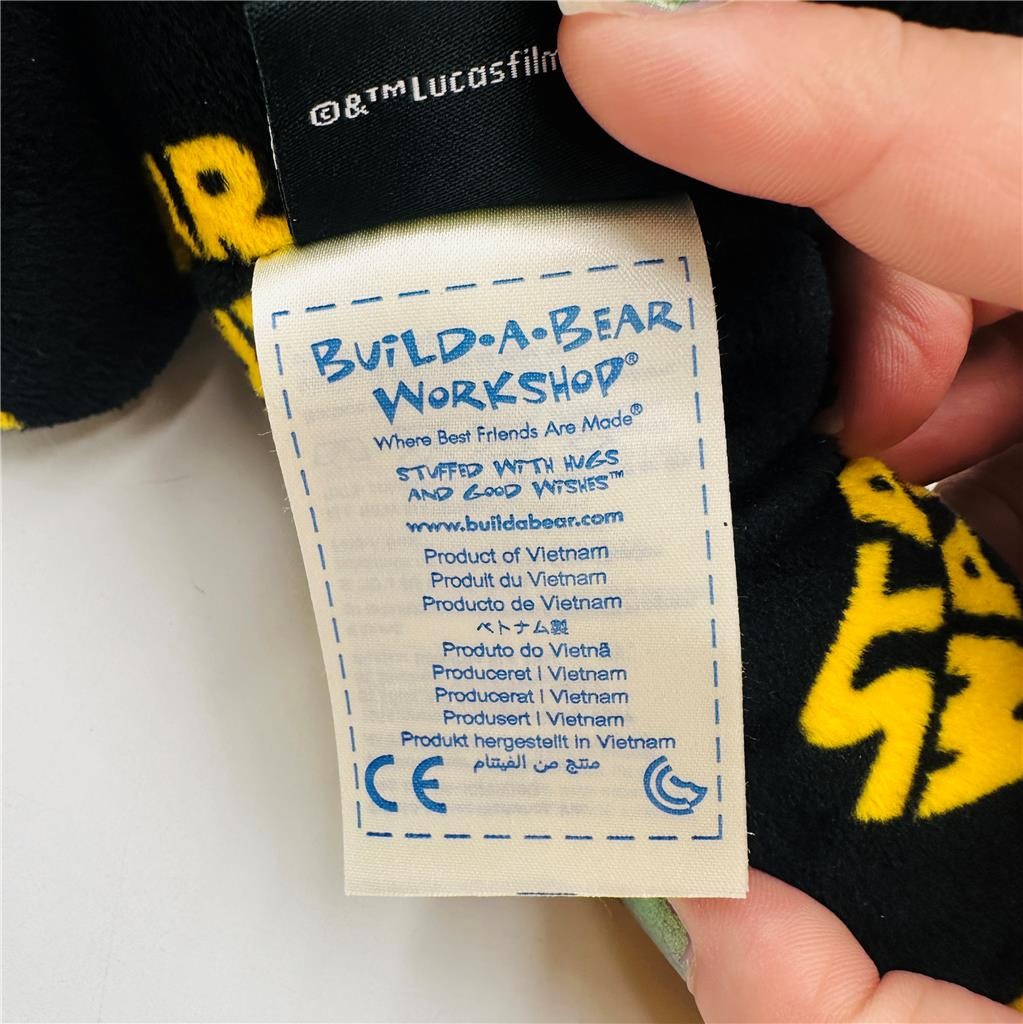 ©&™Lucasfilm
BUILD•A•BEAR
WORKSHOP®
Where Best Friends Are Made®
STUFFED WITH HUGS
AND GOOD WISHES™
www.buildabear.com
Product of Vietnam
Produit du Vietnam
Producto de Vietnam
ベトナム製
Produto do Vietnã
Produceret I Vietnam
Producerat I Vietnam
Produsert I Vietnam
Produkt hergestellt in Vietnam
منتج من الفيتنام
CE